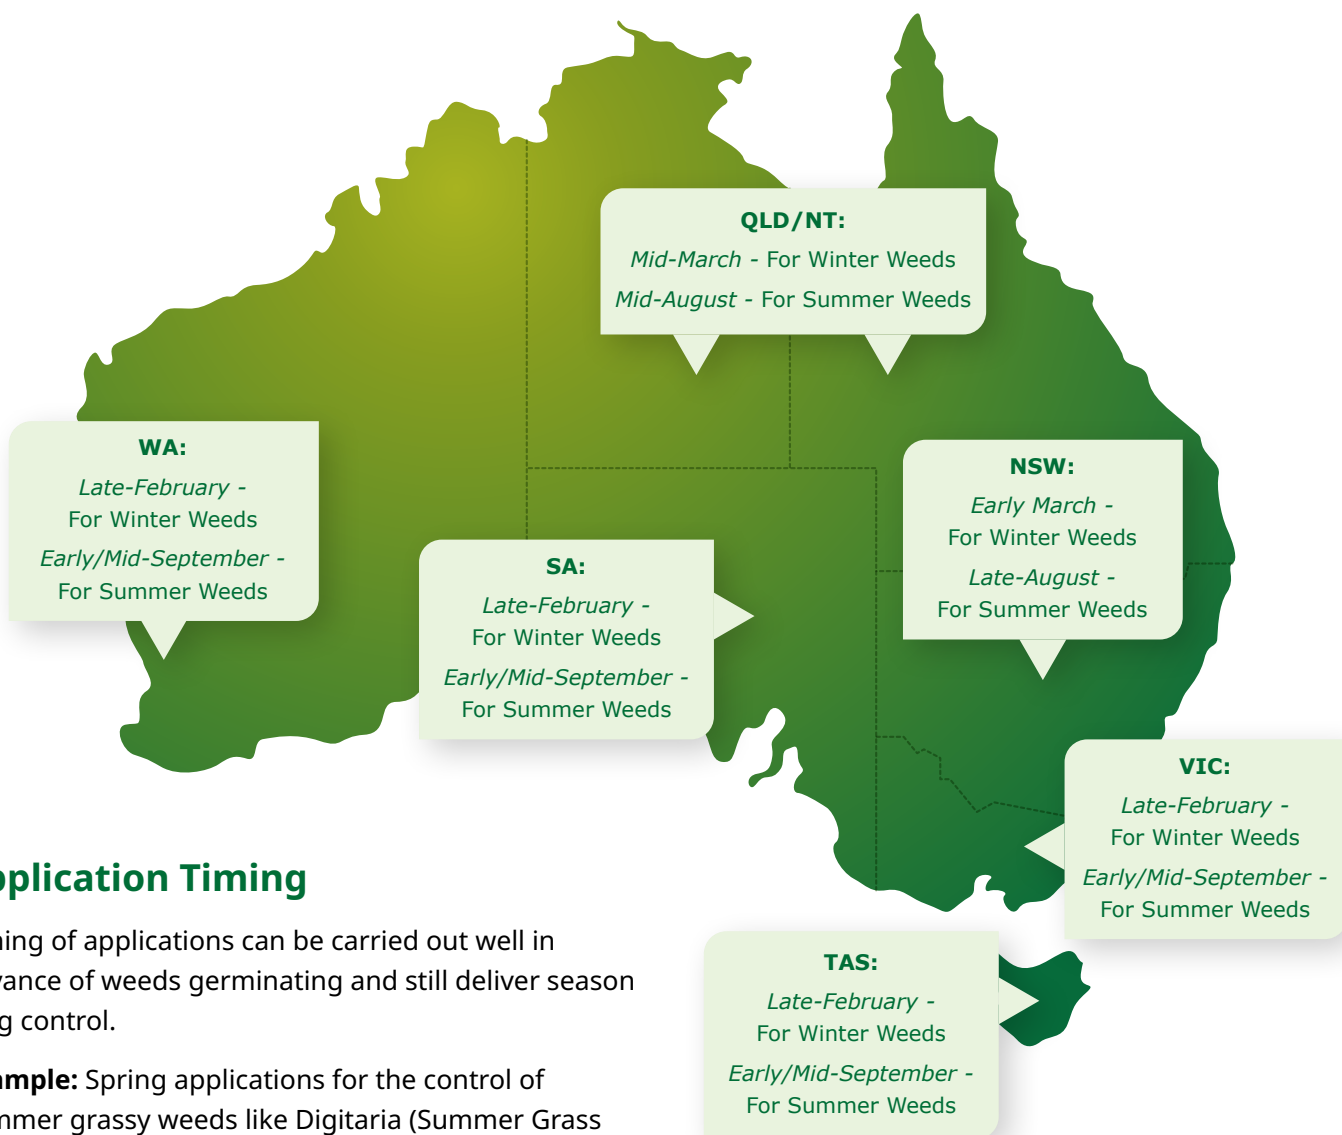 QLD/NT:
Mid-March - For Winter Weeds
Mid-August - For Summer Weeds
WA:
Late-February -
For Winter Weeds
Early/Mid-September -
For Summer Weeds
NSW:
Early March -
For Winter Weeds
Late-August -
For Summer Weeds
SA:
Late-February -
For Winter Weeds
Early/Mid-September -
For Summer Weeds
VIC:
Late-February -
For Winter Weeds
Early/Mid-September -
For Summer Weeds
TAS:
Late-February -
For Winter Weeds
Early/Mid-September -
For Summer Weeds
plication Timing
ing of applications can be carried out well in
vance of weeds germinating and still deliver season
g control.
ample: Spring applications for the control of
mmer grassy weeds like Digitaria (Summer Grass